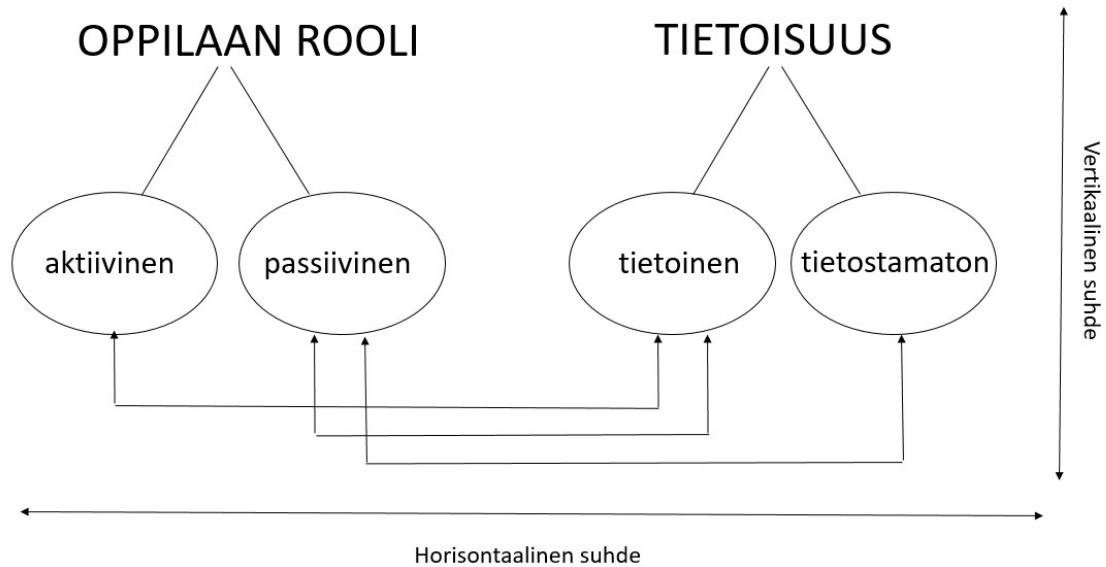 OPPILAAN ROOLI
TIETOISUUS
aktiivinen
passiivinen
tietoinen
tietostamaton
Vertikaalinen suhde
Horisontaalinen suhde